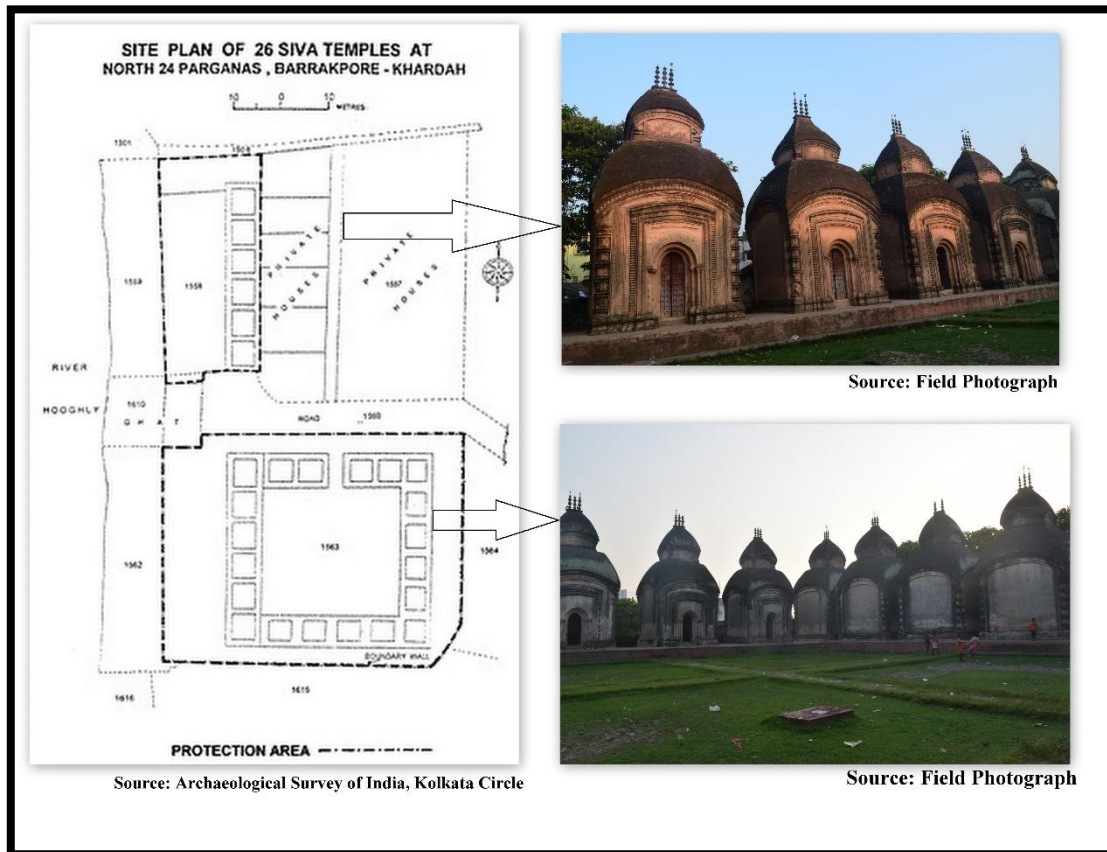 SITE PLAN OF 26 SIVA TEMPLES AT
NORTH 24 PARGANAS , BARRAKPORE - KHARDAH
10 0 10
METRES
1501
1559
1558
PRIVATE
HOUSES
PRIVATE
HOUSES
1557
RIVER
HOOGHLY
1610
GHAT
ROAD
1560
1563
1562
1564
BOUNDARY WALL
1616
1615
PROTECTION AREA
Source: Archaeological Survey of India, Kolkata Circle
Source: Field Photograph
Source: Field Photograph